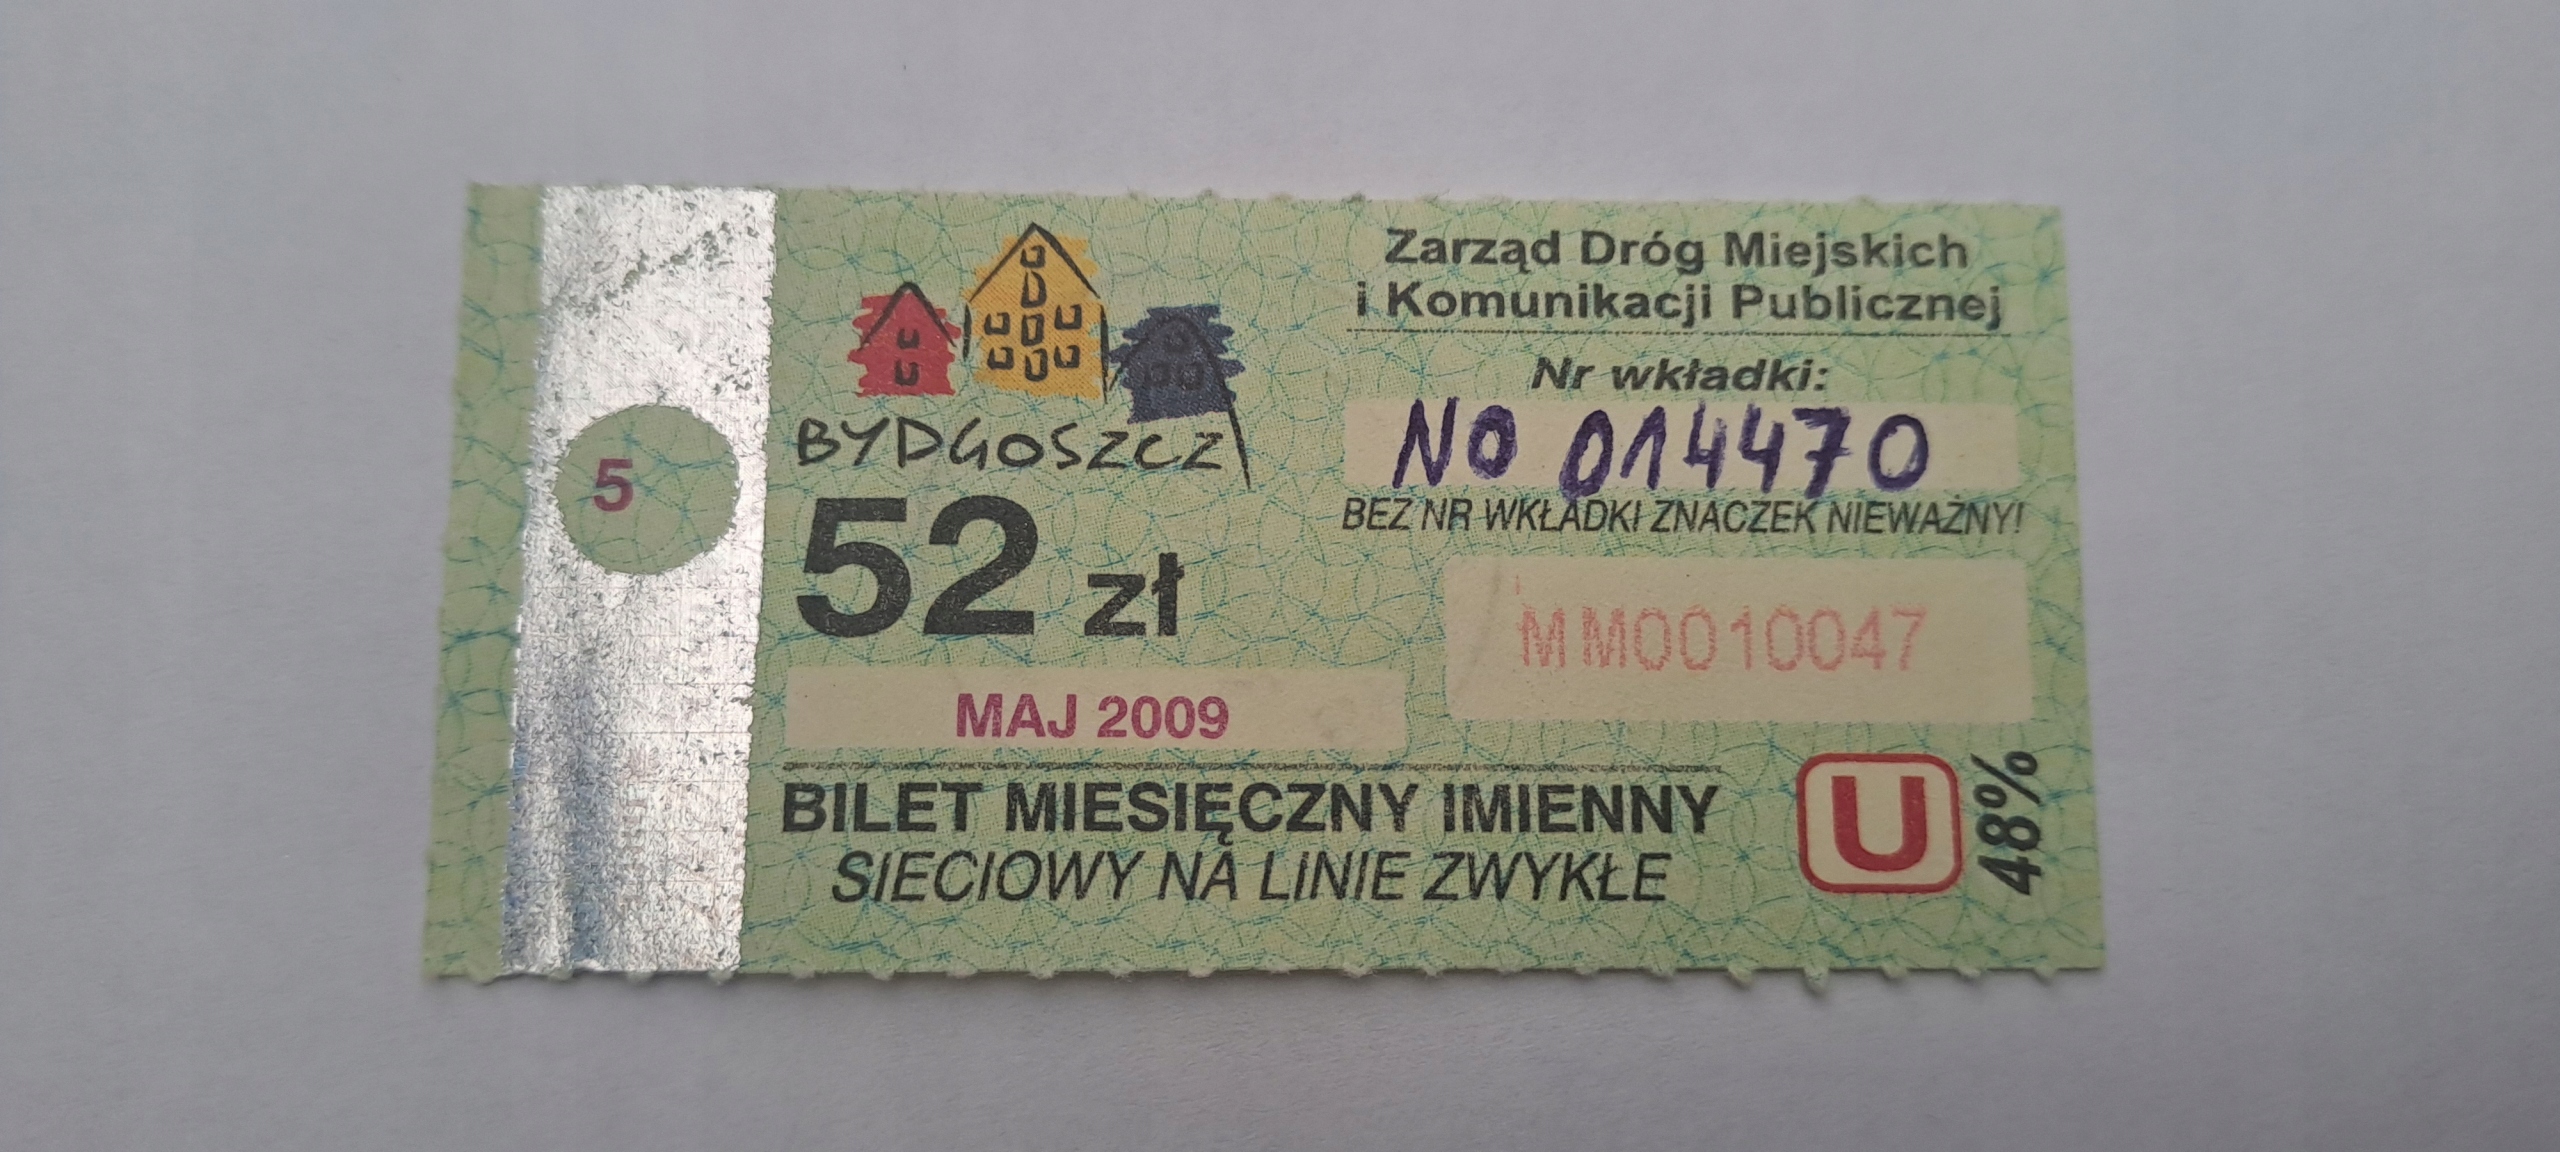 5
BYDGOSZCZ
52 zł
MAJ 2009
Zarząd Dróg Miejskich
i Komunikacji Publicznej
Nr wkładki:
NO 014470
BEZ NR WKŁADKI ZNACZEK NIEWAŻNY!
MM0010047
BILET MIESIĘCZNY IMIENNY
SIECIOWY NA LINIE ZWYKŁE
U
48%